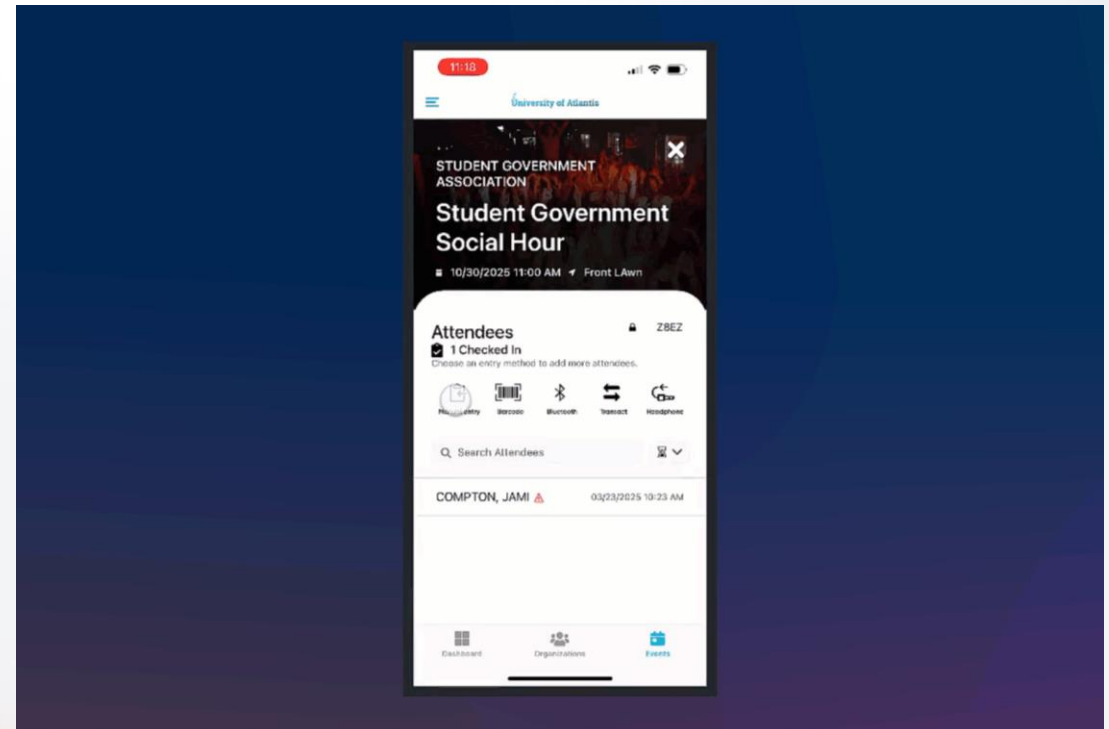 11:18
University of Atlantis
STUDENT GOVERNMENT
ASSOCIATION
Student Government
Social Hour
10/30/2025 11:00 AM Front LAwn
Attendees Z8EZ
1 Checked In
Choose an entry method to add more attendees.
entry Barcode Bluetooth Transact Headphone
Search Attendees
COMPTON, JAMI 03/23/2025 10:23 AM
Dashboard Organizations Events